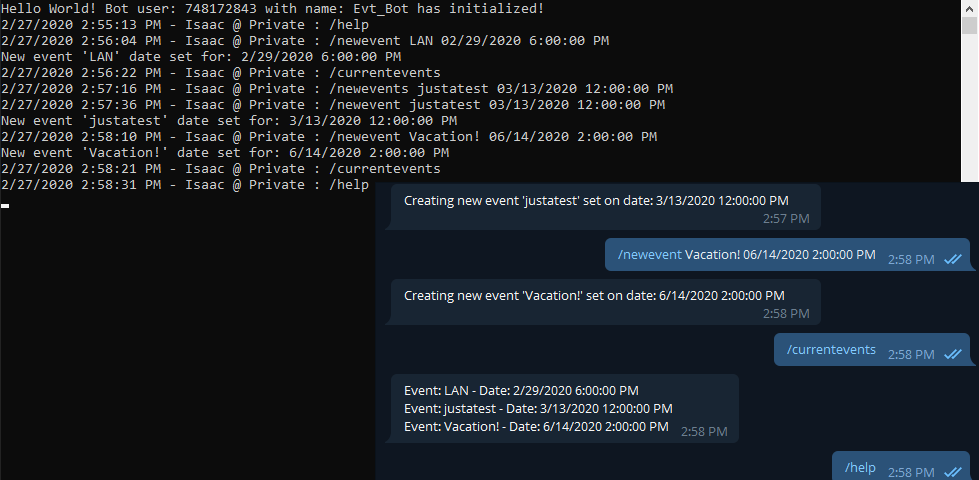 Hello World! Bot user: 748172843 with name: Evt_Bot has initialized!
2/27/2020 2:55:13 PM - Isaac @ Private : /help
2/27/2020 2:56:04 PM - Isaac @ Private : /newevent LAN 02/29/2020 6:00:00 PM
New event 'LAN' date set for: 2/29/2020 6:00:00 PM
2/27/2020 2:56:22 PM - Isaac @ Private : /currentevents
2/27/2020 2:57:16 PM - Isaac @ Private : /newevents justatest 03/13/2020 12:00:00 PM
2/27/2020 2:57:36 PM - Isaac @ Private : /newevent justatest 03/13/2020 12:00:00 PM
New event 'justatest' date set for: 3/13/2020 12:00:00 PM
2/27/2020 2:58:10 PM - Isaac @ Private : /newevent Vacation! 06/14/2020 2:00:00 PM
New event 'Vacation!' date set for: 6/14/2020 2:00:00 PM
2/27/2020 2:58:21 PM - Isaac @ Private : /currentevents
2/27/2020 2:58:31 PM - Isaac @ Private : /help
Creating new event 'justatest' set on date: 3/13/2020 12:00:00 PM
2:57 PM
/newevent Vacation! 06/14/2020 2:00:00 PM 2:58 PM
Creating new event 'Vacation!' set on date: 6/14/2020 2:00:00 PM
2:58 PM
/currentevents 2:58 PM
Event: LAN - Date: 2/29/2020 6:00:00 PM
Event: justatest - Date: 3/13/2020 12:00:00 PM
Event: Vacation! - Date: 6/14/2020 2:00:00 PM 2:58 PM
/help 2:58 PM